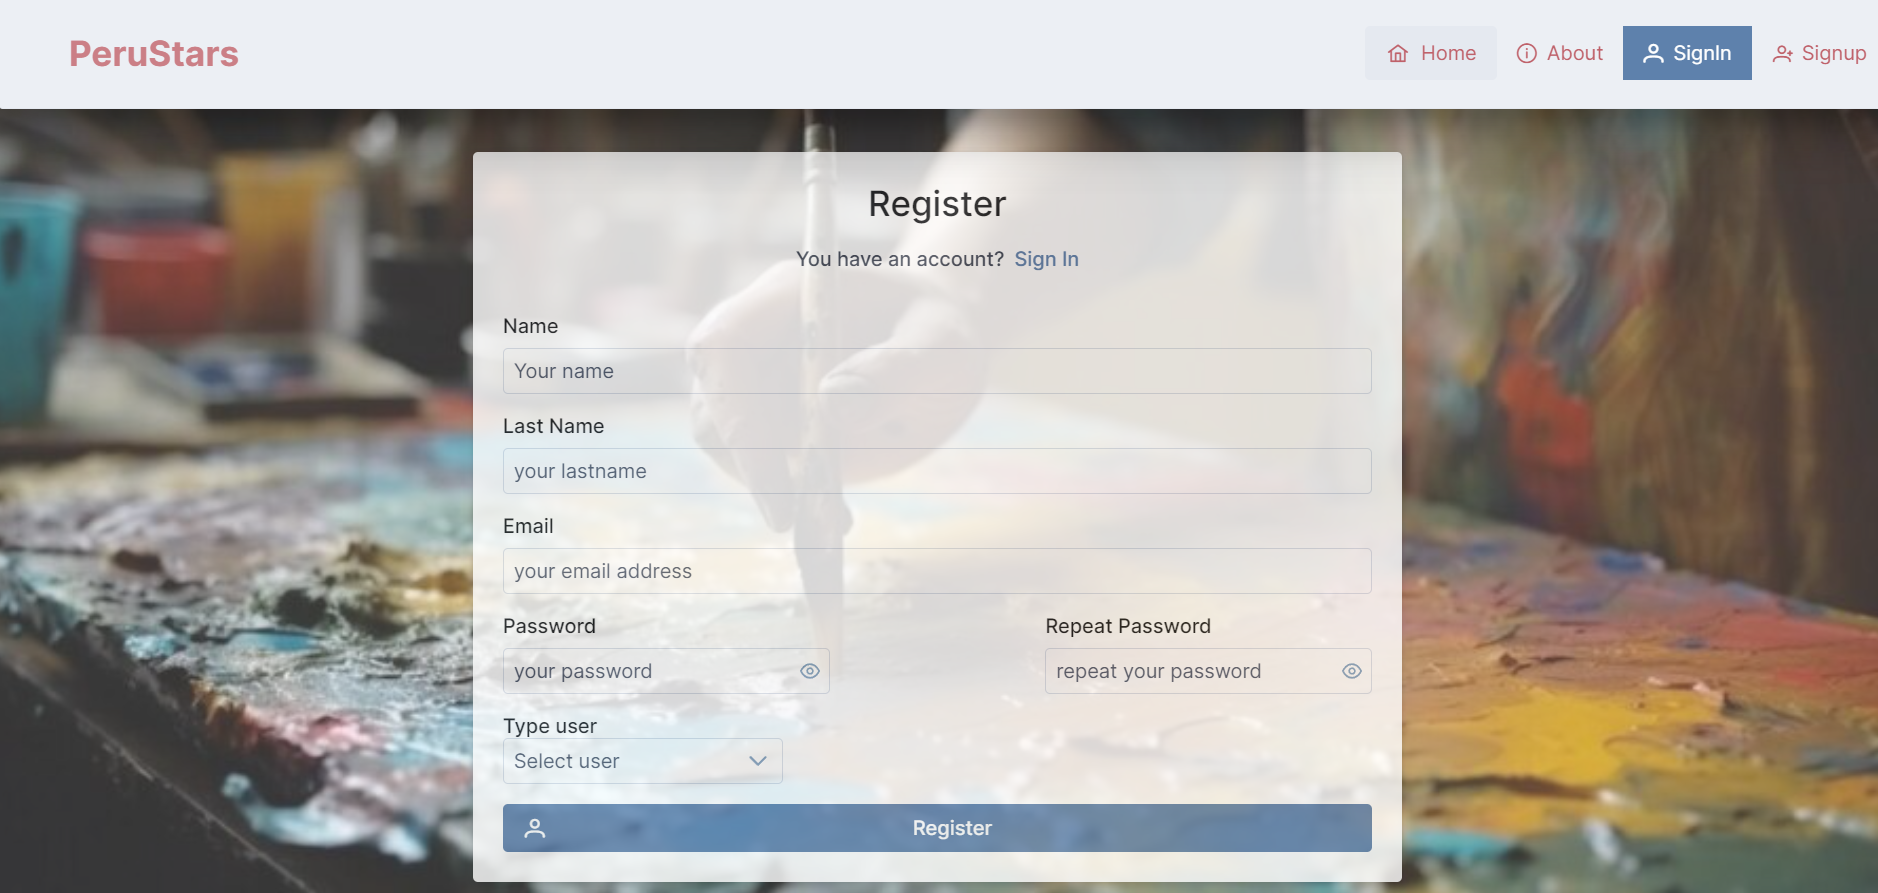 PeruStars
Home
About
SignIn
Signup
Register
You have an account? Sign In
Name
Your name
Last Name
your lastname
Email
your email address
Password
Repeat Password
your password
repeat your password
Type user
Select user
Register